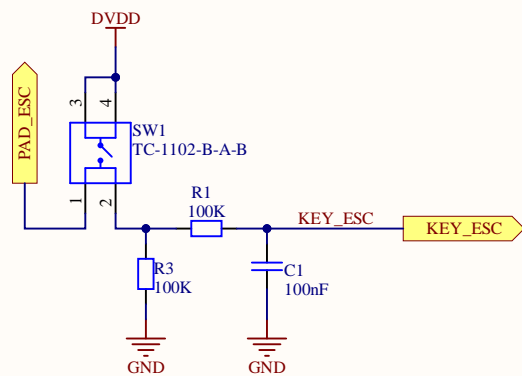 DVDD
PAD_ESC
3
4
SW1
TC-1102-B-A-B
1
2
R1
100K
KEY_ESC
KEY_ESC
R3
100K
C1
100nF
GND
GND